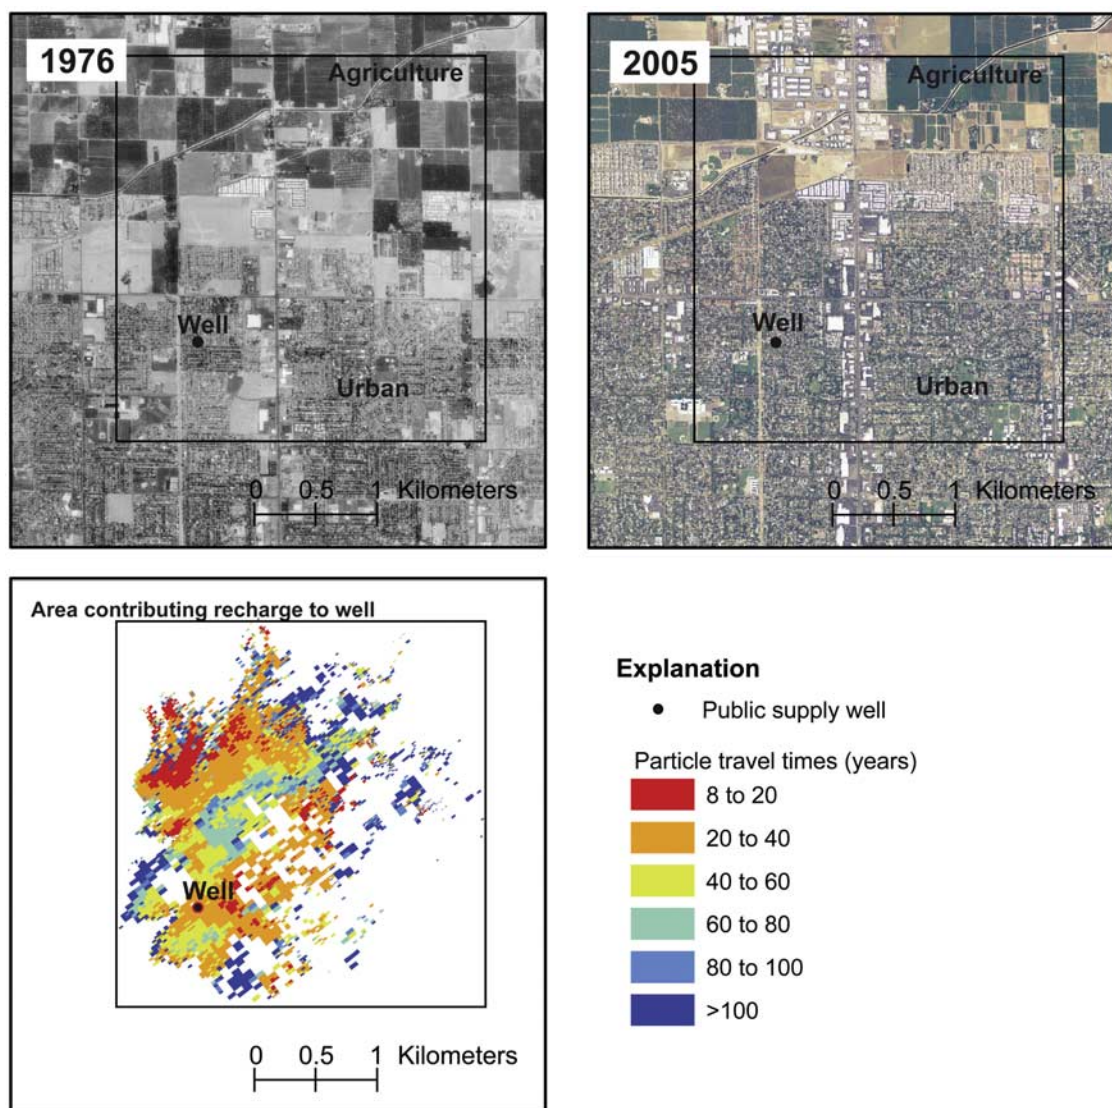 1976
Agriculture
Well
Urban
0 0.5 1 Kilometers
2005
Agriculture
Well
Urban
0 0.5 1 Kilometers
Area contributing recharge to well
Well
0 0.5 1 Kilometers
Explanation
Public supply well
Particle travel times (years)
8 to 20
20 to 40
40 to 60
60 to 80
80 to 100
>100